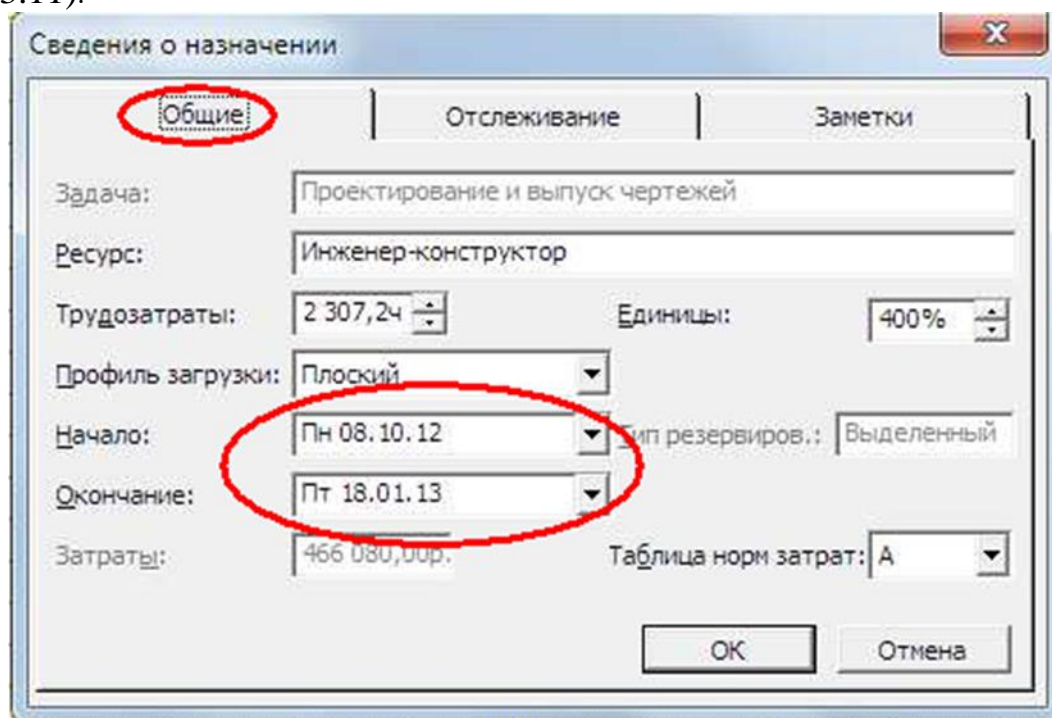 3.11).
Сведения о назначении
Общие Отслеживание Заметки
Задача: Проектирование и выпуск чертежей
Ресурс: Инженер-конструктор
Трудозатраты: 2 307,2ч Единицы: 400%
Профиль загрузки: Плоский
Начало: Пн 08.10.12 Тип резервиров.: Выделенный
Окончание: Пт 18.01.13
Затраты: 466 080,00р. Таблица норм затрат: A
ОК Отмена